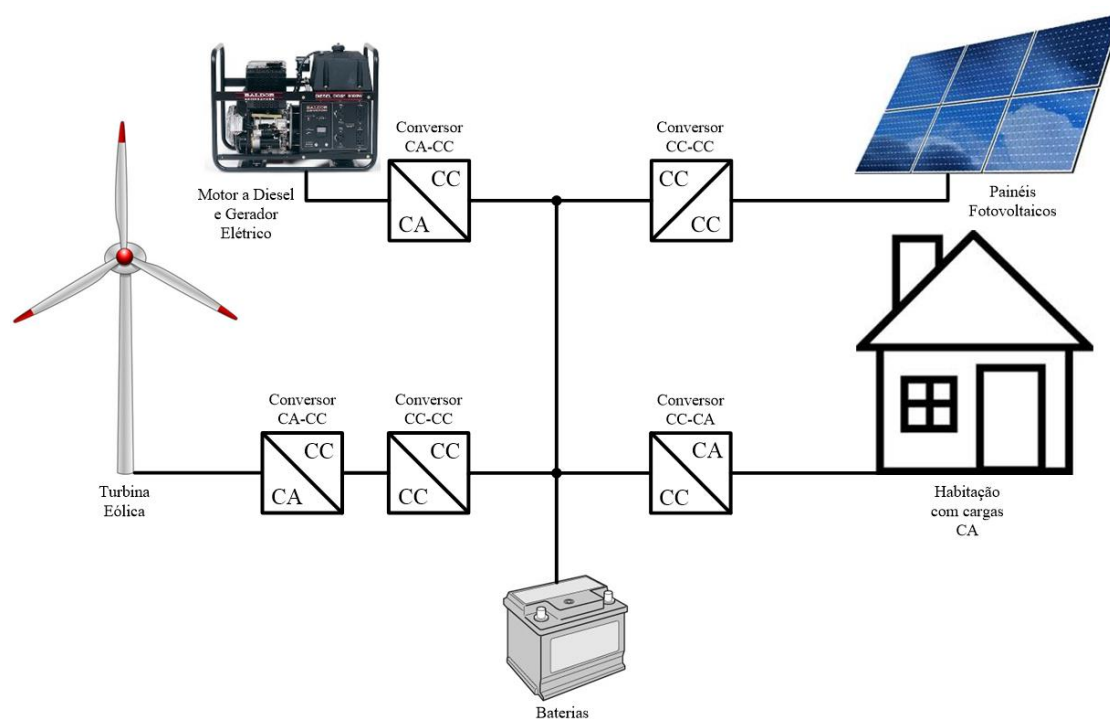 BALDOR
Conversor
CA-CC
CC
CA
Motor a Diesel
e Gerador
Elétrico
Conversor
CC-CC
CC
CC
Painéis
Fotovoltaicos
Conversor
CA-CC
CC
CA
Conversor
CC-CC
CC
CC
Conversor
CC-CA
CA
CC
Turbina
Eólica
Habitação
com cargas
CA
Baterias